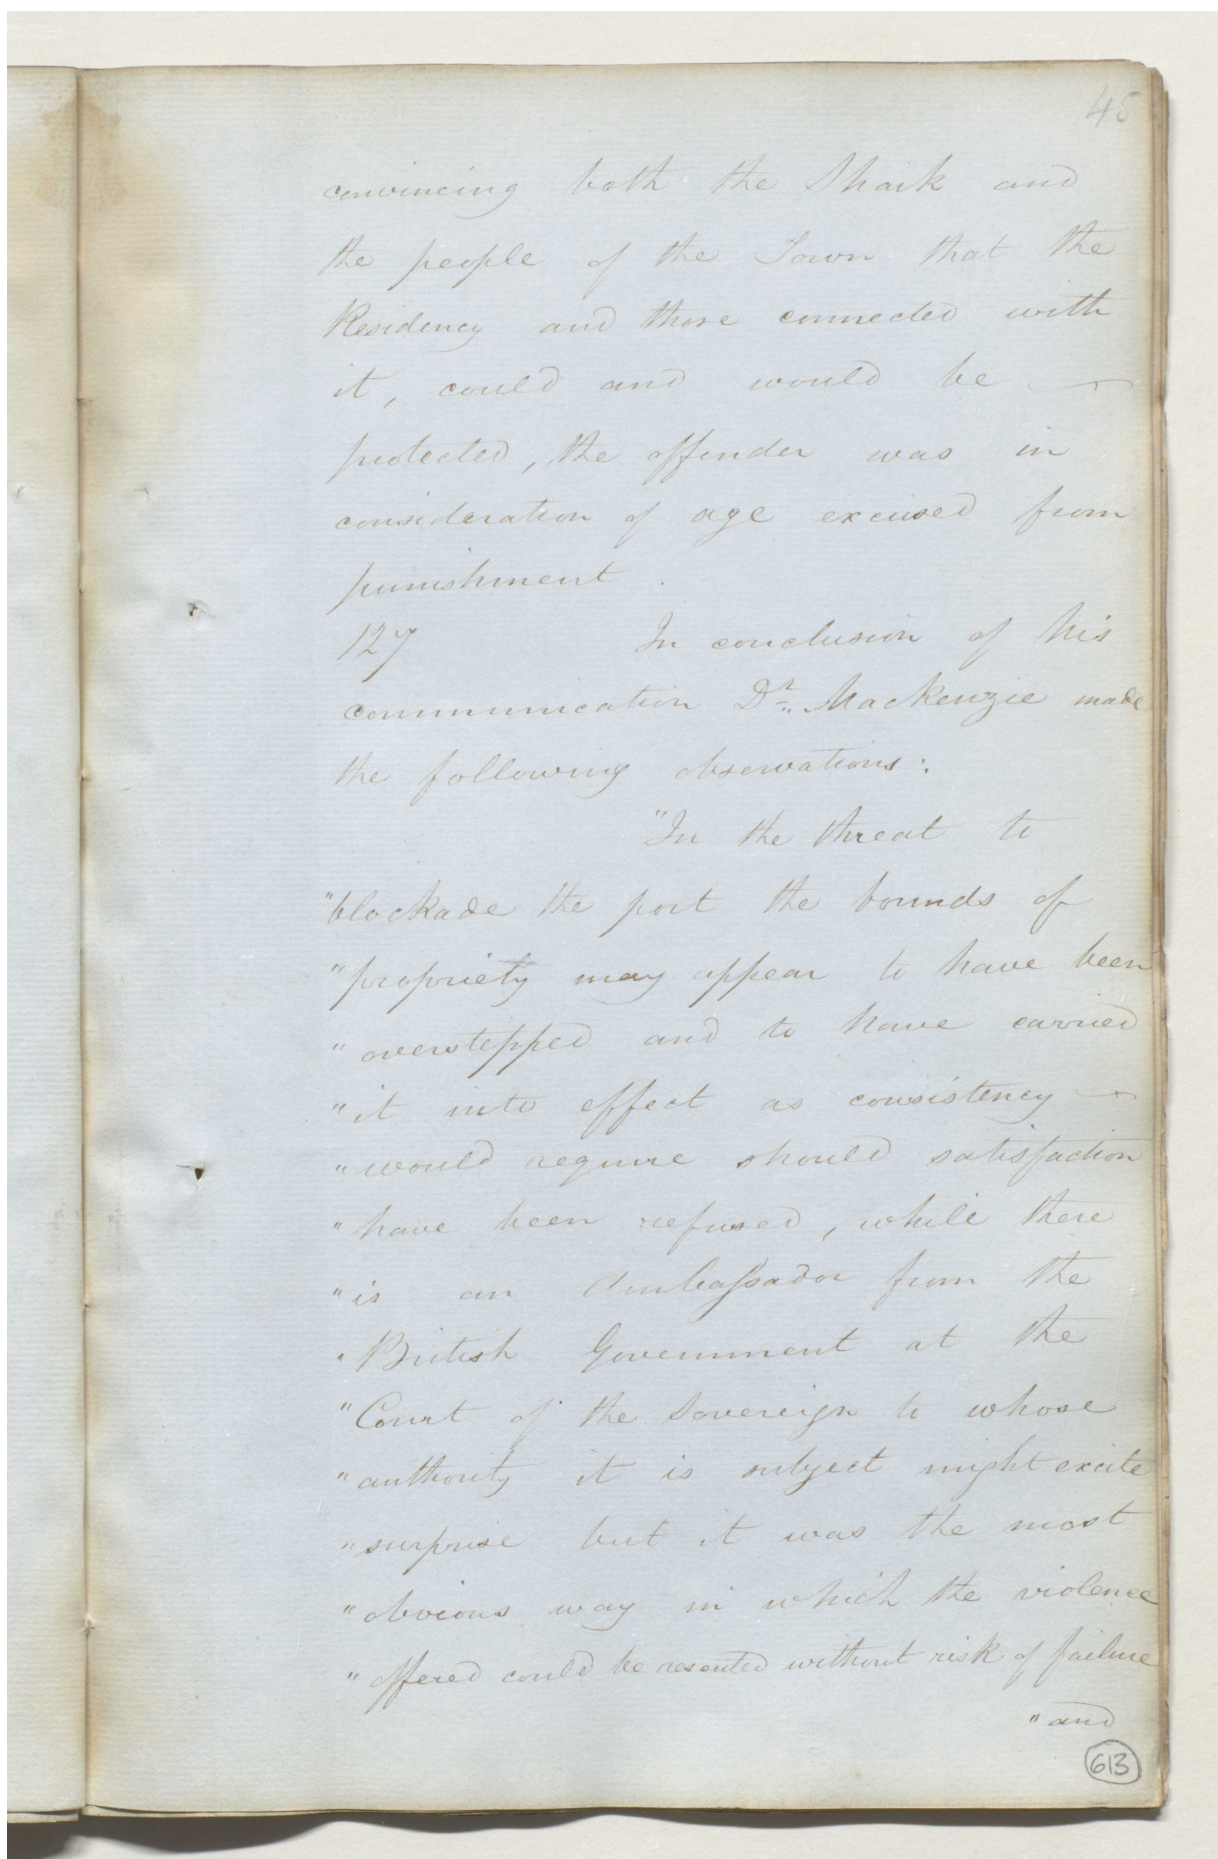 45
convincing both the Shaik and
the people of the Town that the
Residency and those connected with
it, could and would be
protected, the offender was in
consideration of age excused from
punishment.
127 In conclusion of his
communication Dr. MacKenzie made
the following observations:
"In the threat to
"blockade the port the bounds of
"propriety may appear to have been
"overstepped and to have carried
"it into effect as consistency
"would require should satisfaction
"have been refused, while there
"is an Ambassador from the
"British Government at the
"Court of the Sovereign to whose
"authority it is subject might excite
"surprise but it was the most
"obvious way in which the violence
"offered could be resented without risk of failure
"and
613